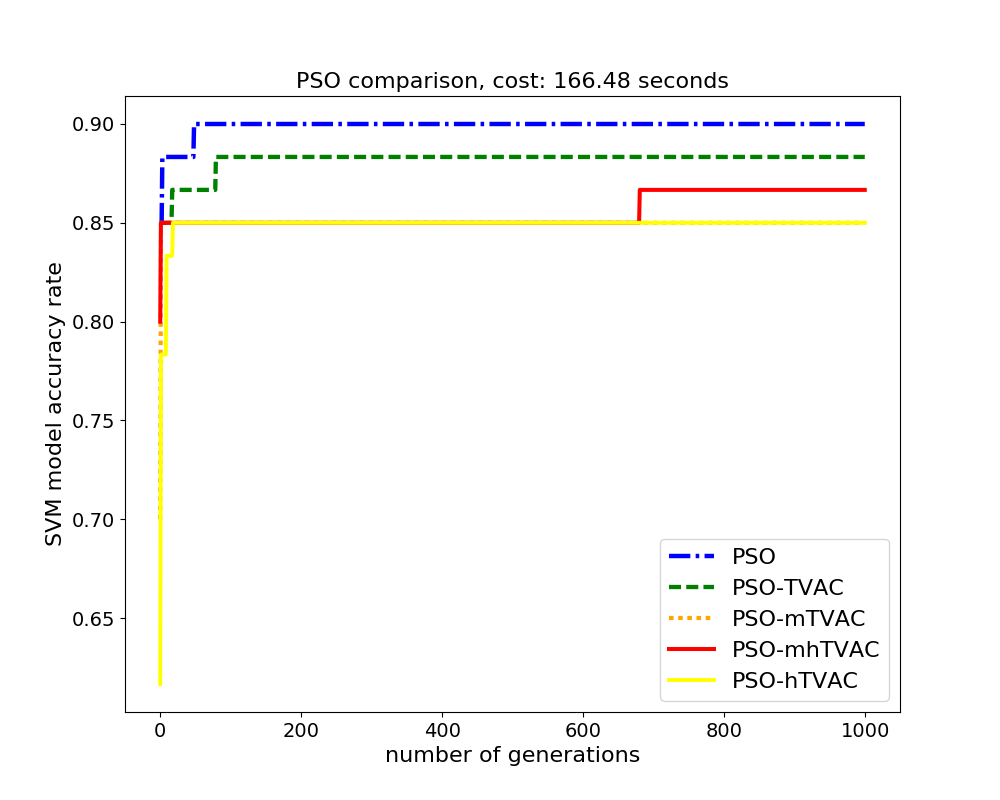 PSO comparison, cost: 166.48 seconds
0.90
0.85
0.80
0.75
0.70
0.65
SVM model accuracy rate
PSO
PSO-TVAC
PSO-mTVAC
PSO-mhTVAC
PSO-hTVAC
0 200 400 600 800 1000
number of generations